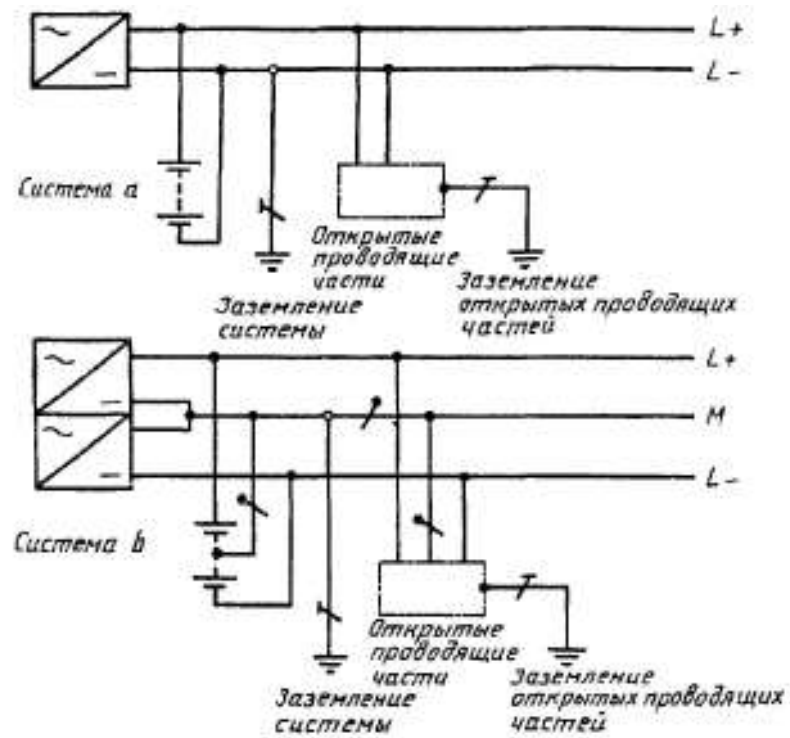 L+
L-
Система a
Открытые
проводящие
части
Заземление
системы
Заземление
открытых проводящих
частей
L+
M
L-
Система b
Открытые
проводящие
части
Заземление
системы
Заземление
открытых проводящих
частей